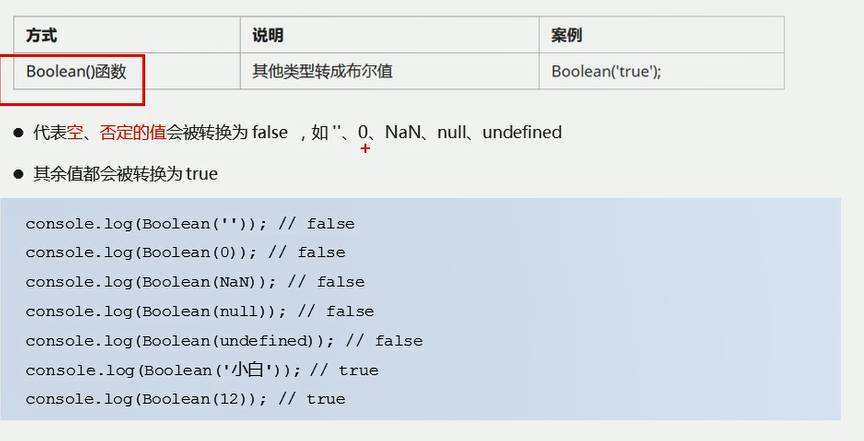 方式 说明 案例
Boolean()函数 其他类型转成布尔值 Boolean('true');
● 代表空、否定的值会被转换为 false ，如 ''、0、NaN、null、undefined
● 其余值都会被转换为 true
console.log(Boolean('')); // false
console.log(Boolean(0)); // false
console.log(Boolean(NaN)); // false
console.log(Boolean(null)); // false
console.log(Boolean(undefined)); // false
console.log(Boolean('小白')); // true
console.log(Boolean(12)); // true